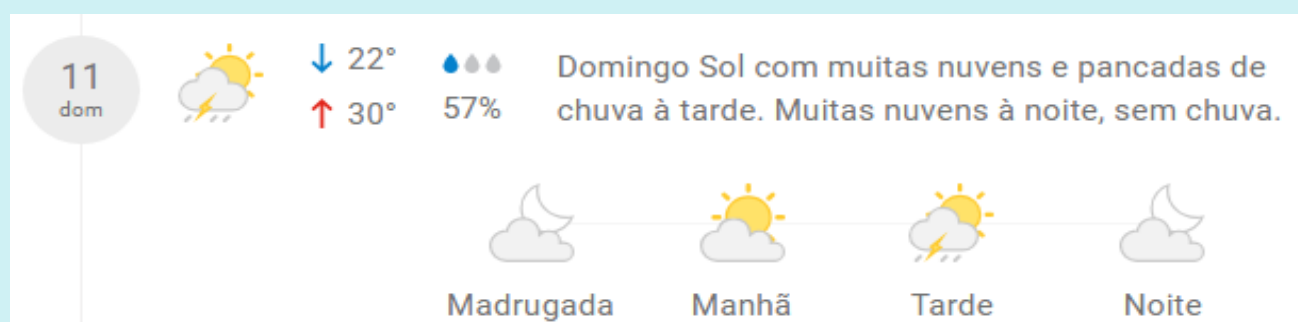 11
dom
↓ 22°
↑ 30°
57%
Domingo Sol com muitas nuvens e pancadas de
chuva à tarde. Muitas nuvens à noite, sem chuva.
Madrugada Manhã Tarde Noite